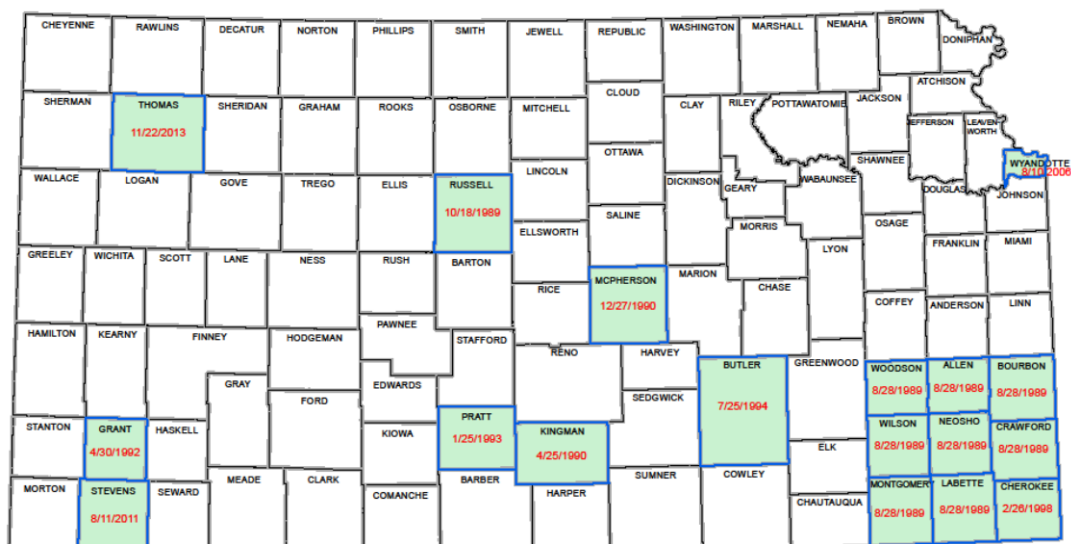 CHEYENNE
RAWLINS
DECATUR
NORTON
PHILLIPS
SMITH
JEWELL
REPUBLIC
WASHINGTON
MARSHALL
NEMAHA
BROWN
DONIPHAN
SHERMAN
THOMAS
11/22/2013
SHERIDAN
GRAHAM
ROOKS
OSBORNE
MITCHELL
CLOUD
CLAY
RILEY
POTTAWATOMIE
JACKSON
ATCHISON
JEFFERSON
LEAVEN
WORTH
WYANDOTTE
8/10/2006
WALLACE
LOGAN
GOVE
TREGO
ELLIS
RUSSELL
10/18/1989
LINCOLN
OTTAWA
DICKINSON
GEARY
WABAUNSEE
SHAWNEE
DOUGLAS
JOHNSON
ELLSWORTH
SALINE
MORRIS
OSAGE
GREELEY
WICHITA
SCOTT
LANE
NESS
RUSH
BARTON
RICE
MCPHERSON
12/27/1990
MARION
CHASE
LYON
FRANKLIN
MIAMI
COFFEY
ANDERSON
LINN
HAMILTON
KEARNY
FINNEY
HODGEMAN
PAWNEE
STAFFORD
RENO
HARVEY
BUTLER
7/25/1994
GREENWOOD
WOODSON
8/28/1989
ALLEN
8/28/1989
BOURBON
8/28/1989
GRAY
FORD
EDWARDS
PRATT
1/25/1993
KINGMAN
4/25/1990
SEDGWICK
WILSON
8/28/1989
NEOSHO
8/28/1989
CRAWFORD
8/28/1989
STANTON
GRANT
4/30/1992
HASKELL
KIOWA
ELK
MORTON
STEVENS
8/11/2011
SEWARD
MEADE
CLARK
COMANCHE
BARBER
HARPER
SUMNER
COWLEY
CHAUTAUQUA
MONTGOMERY
8/28/1989
LABETTE
8/28/1989
CHEROKEE
2/26/1998